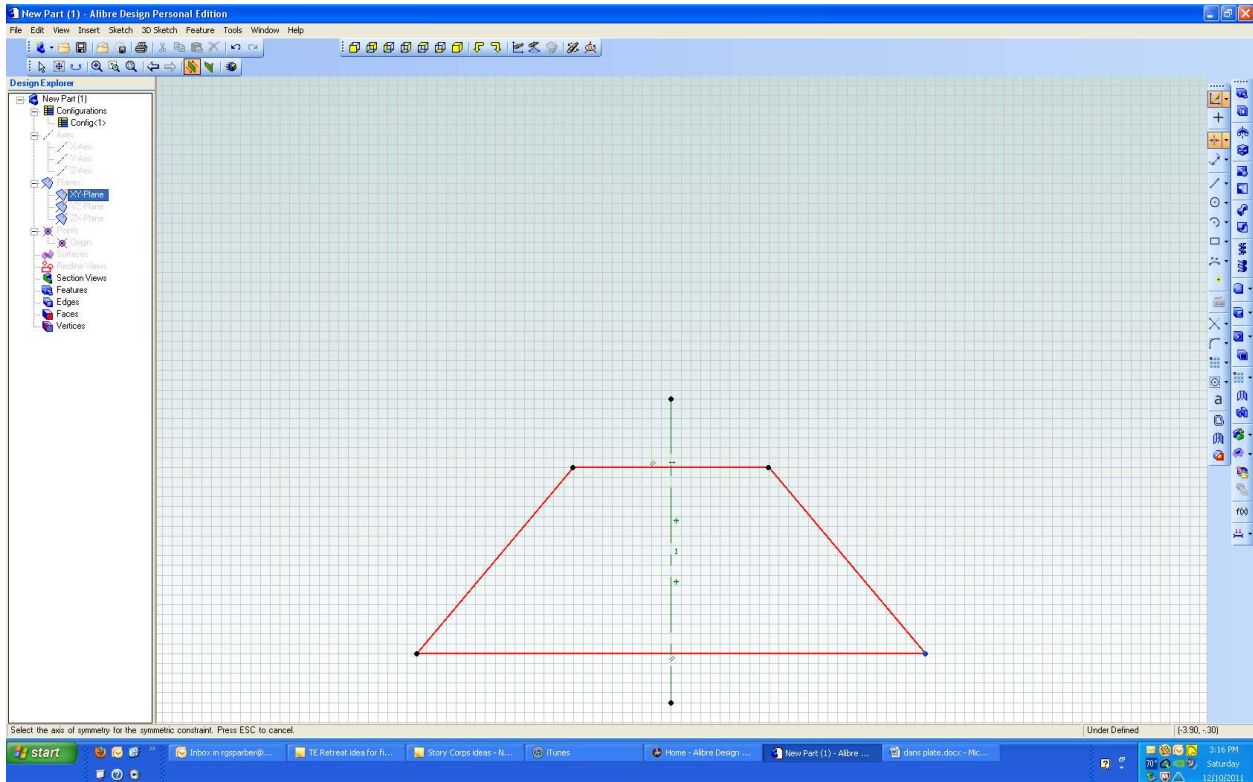 New Part (1) - Alibre Design Personal Edition
File Edit View Insert Sketch 3D Sketch Feature Tools Window Help
Design Explorer
New Part (1)
Configurations
Config<1>
Axes
X-Axis
Y-Axis
Z-Axis
Planes
XY-Plane
YZ-Plane
ZX-Plane
Points
Origin
Surfaces
Redline Views
Section Views
Features
Edges
Faces
Vertices
a
f(x)
Select the axis of symmetry for the symmetric constraint. Press ESC to cancel.
Under Defined
(-3.90, -.30)
start
Inbox in rgsparber@...
TE Retreat idea for fi...
Story Corps ideas - N...
iTunes
Home - Alibre Design ...
New Part (1) - Alibre ...
dans plate.docx - Mic...
3:16 PM
70°
Saturday
12/10/2011